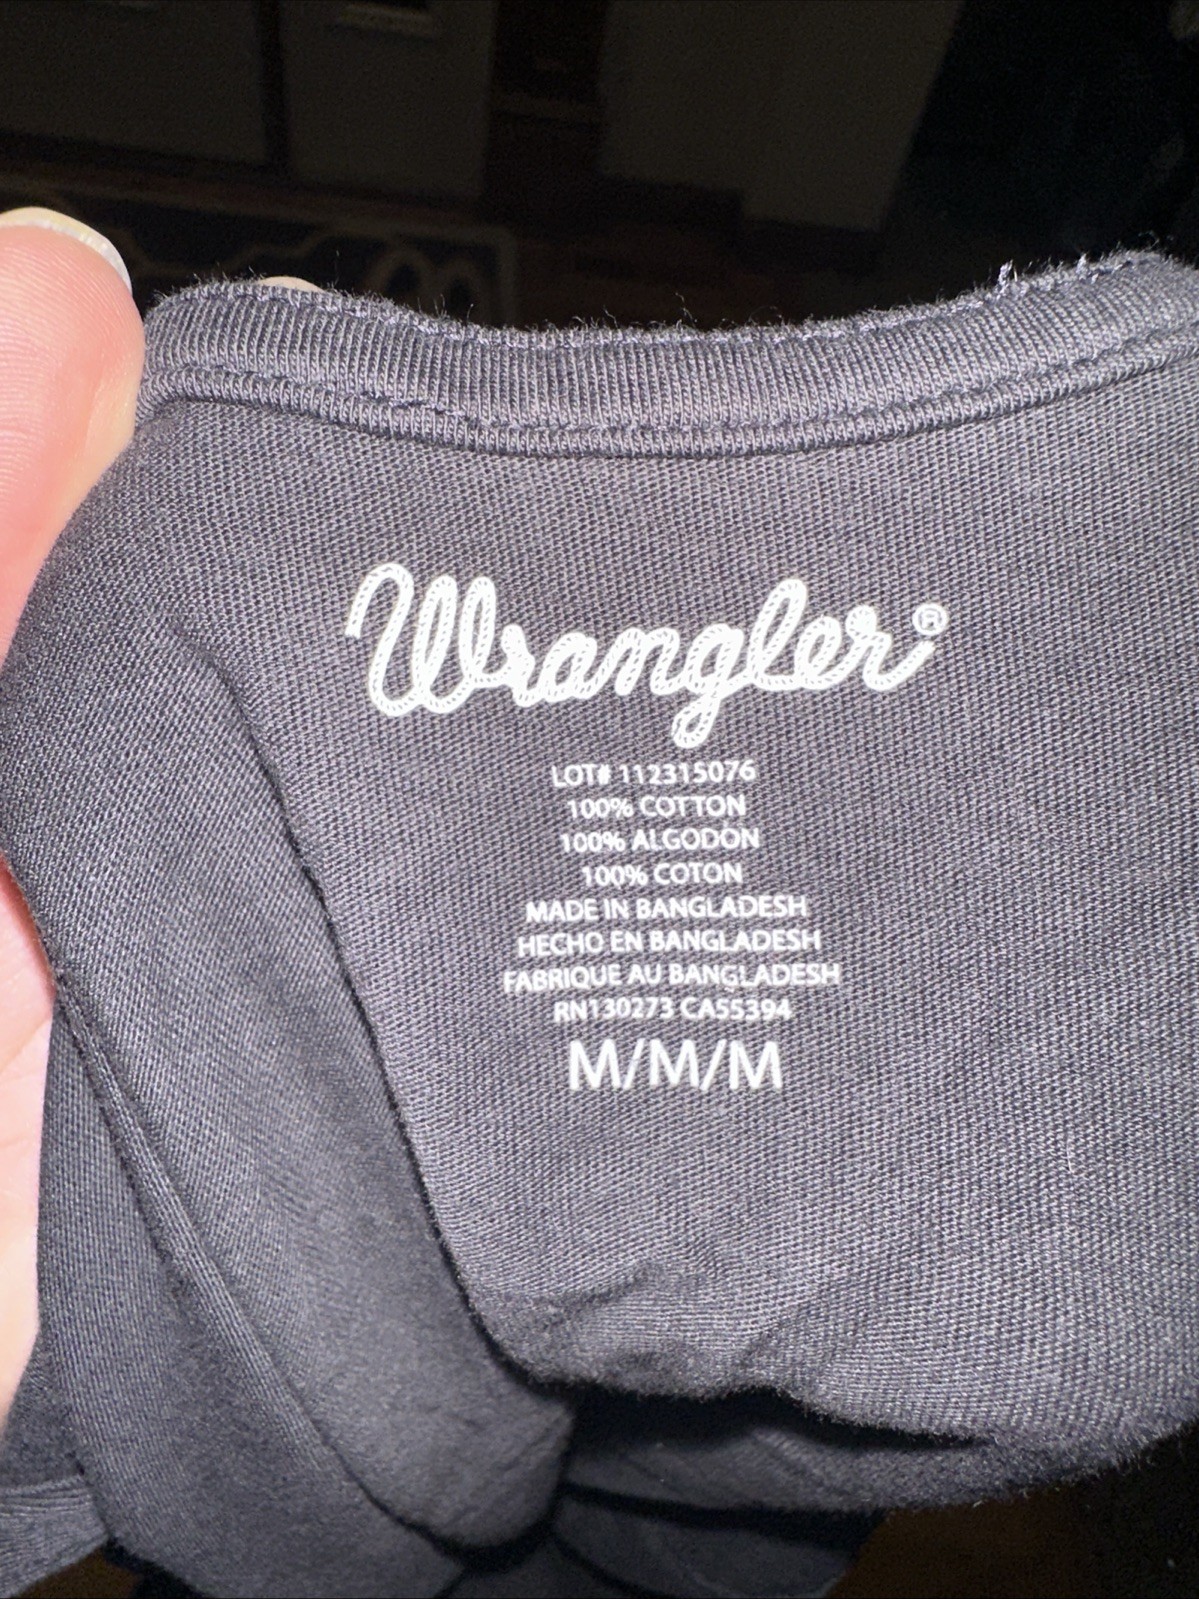 Wrangler®
LOT# 112315076
100% COTTON
100% ALGODÓN
100% COTON
MADE IN BANGLADESH
HECHO EN BANGLADESH
FABRIQUE AU BANGLADESH
RN130273 CA55394
M/M/M